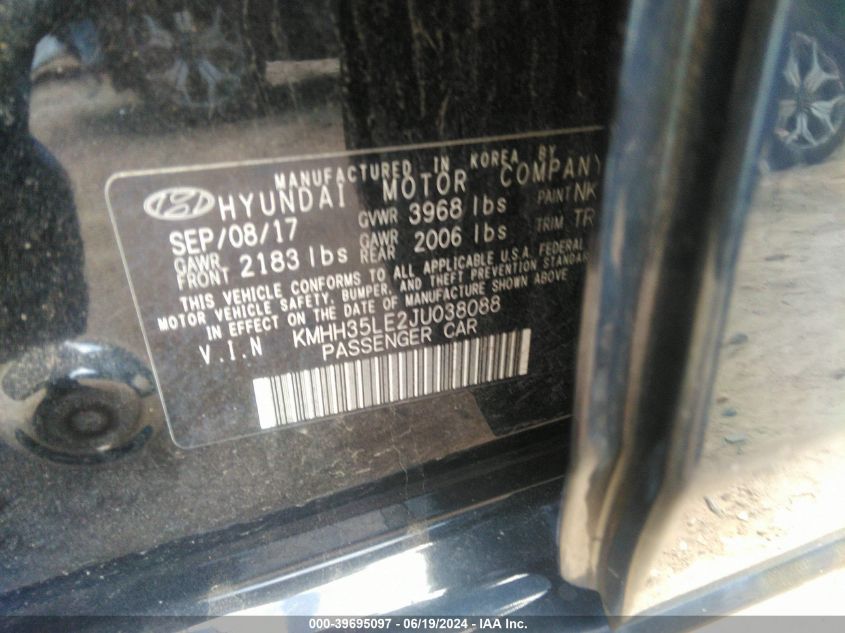 MANUFACTURED IN KOREA BY
HYUNDAI MOTOR COMPANY
SEP/08/17 GVWR 3968 lbs PAINT NK
GAWR FRONT 2183 lbs GAWR REAR 2006 lbs TRIM TR
THIS VEHICLE CONFORMS TO ALL APPLICABLE U.S.A. FEDERAL
MOTOR VEHICLE SAFETY, BUMPER, AND THEFT PREVENTION STANDAR
IN EFFECT ON THE DATE OF MANUFACTURE SHOWN ABOVE
V.I.N KMHH35LE2JU038088
PASSENGER CAR
000-39695097 - 06/19/2024 - IAA Inc.